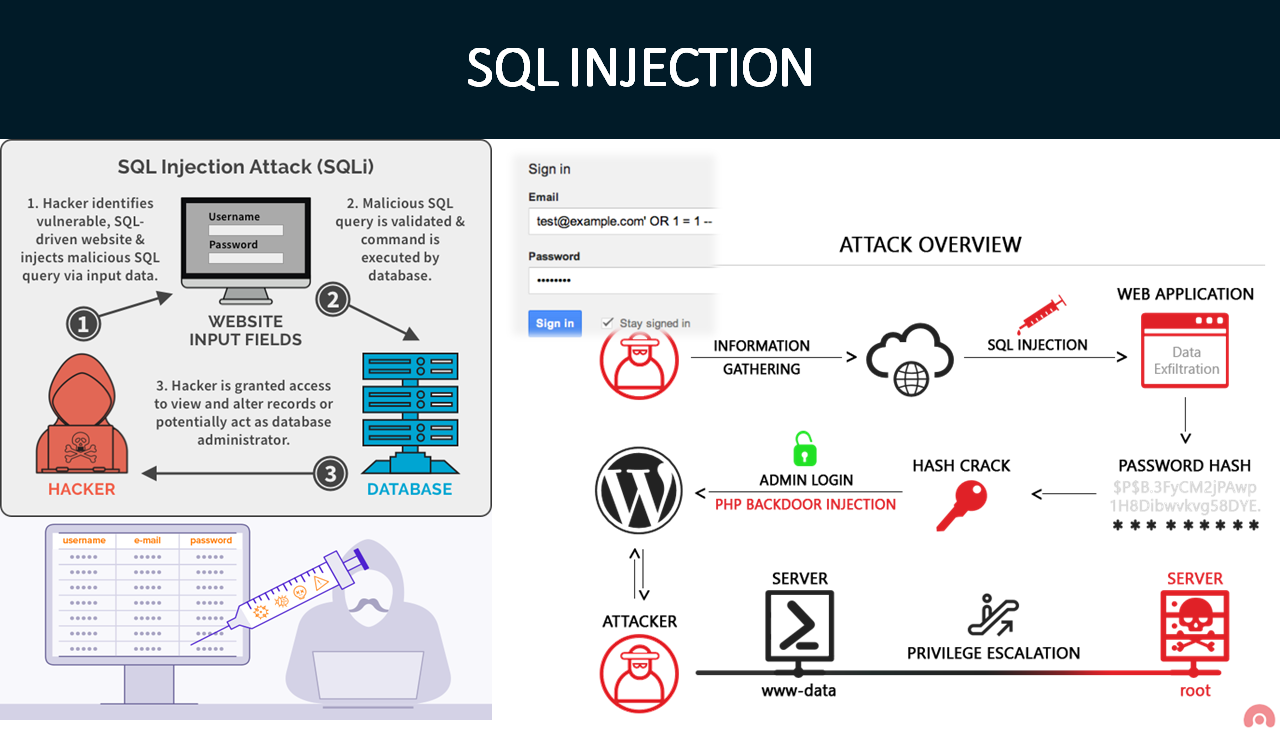 SQL INJECTION
SQL Injection Attack (SQLi)
1. Hacker identifies
vulnerable, SQL-
driven website &
injects malicious SQL
query via input data.
Username
Password
2. Malicious SQL
query is validated &
command is
executed by
database.
1
2
WEBSITE
INPUT FIELDS
3. Hacker is granted access
to view and alter records or
potentially act as database
administrator.
3
HACKER
DATABASE
username e-mail password
***** ***** *****
***** ***** *****
***** ***** *****
***** ***** *****
***** ***** *****
***** ***** *****
***** ***** *****
Sign in
Email
test@example.com' OR 1 = 1 --
Password
••••••••
Sign in
Stay signed in
ATTACK OVERVIEW
INFORMATION
GATHERING
SQL INJECTION
WEB APPLICATION
Data
Exfiltration
PASSWORD HASH
$P$B.3FyCM2jPAwp
1H8Dibwvkvg58DYE.
* * * * * * * * *
HASH CRACK
ADMIN LOGIN
PHP BACKDOOR INJECTION
W
ATTACKER
SERVER
www-data
PRIVILEGE ESCALATION
SERVER
root